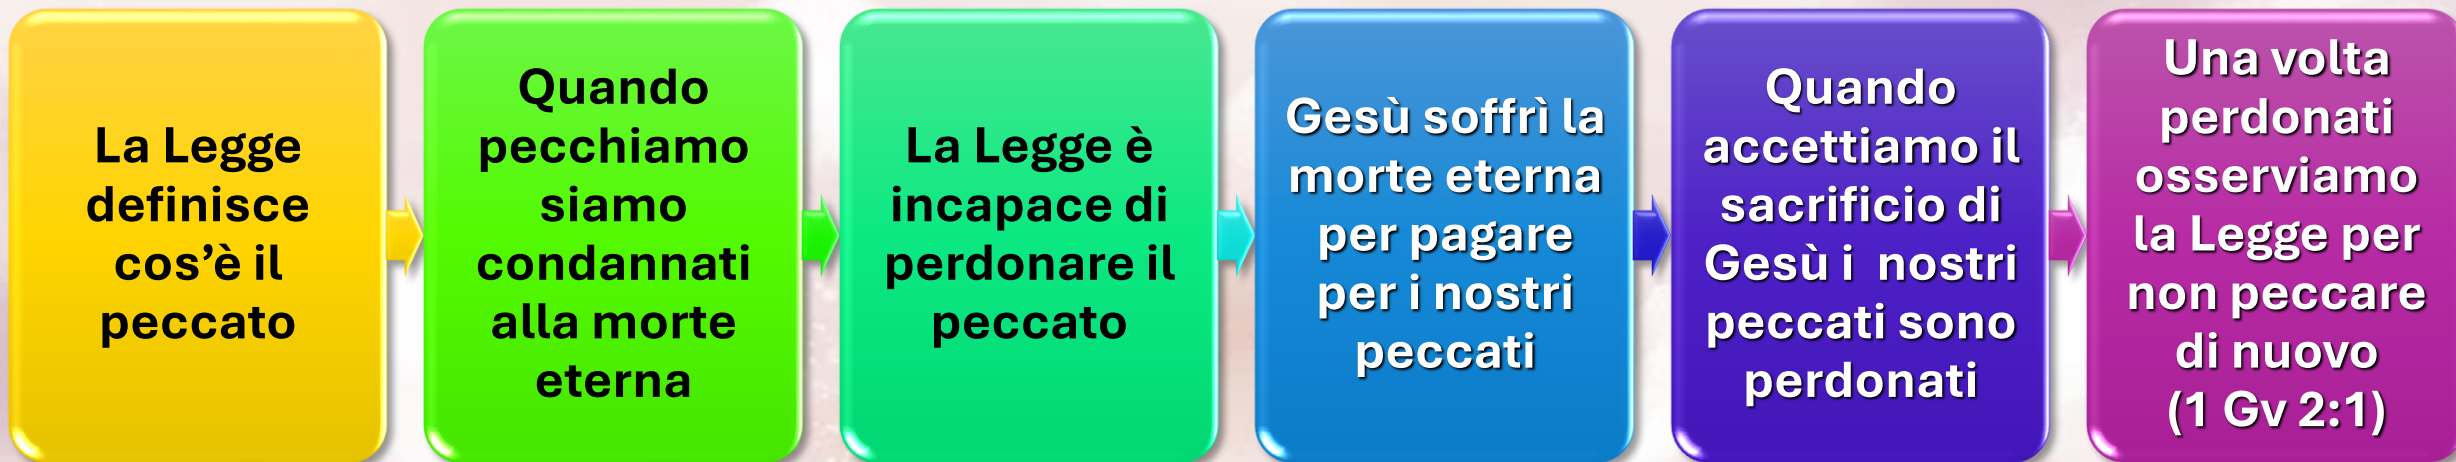 La Legge
definisce
cos’è il
peccato
Quando
pecchiamo
siamo
condannati
alla morte
eterna
La Legge è
incapace di
perdonare il
peccato
Gesù soffrì la
morte eterna
per pagare
per i nostri
peccati
Quando
accettiamo il
sacrificio di
Gesù i  nostri
peccati sono
perdonati
Una volta
perdonati
osserviamo
la Legge per
non peccare
di nuovo
(1 Gv 2:1)